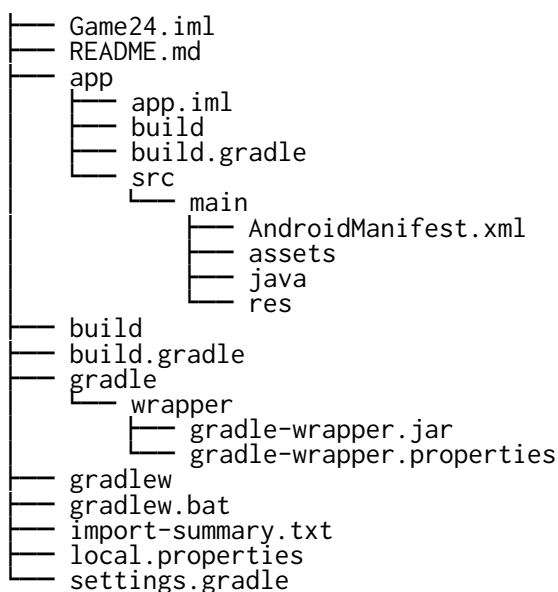 ├── Game24.iml
├── README.md
├── app
│   ├── app.iml
│   ├── build
│   ├── build.gradle
│   └── src
│       └── main
│           ├── AndroidManifest.xml
│           ├── assets
│           ├── java
│           └── res
├── build
├── build.gradle
├── gradle
│   └── wrapper
│       ├── gradle-wrapper.jar
│       └── gradle-wrapper.properties
├── gradlew
├── gradlew.bat
├── import-summary.txt
├── local.properties
└── settings.gradle